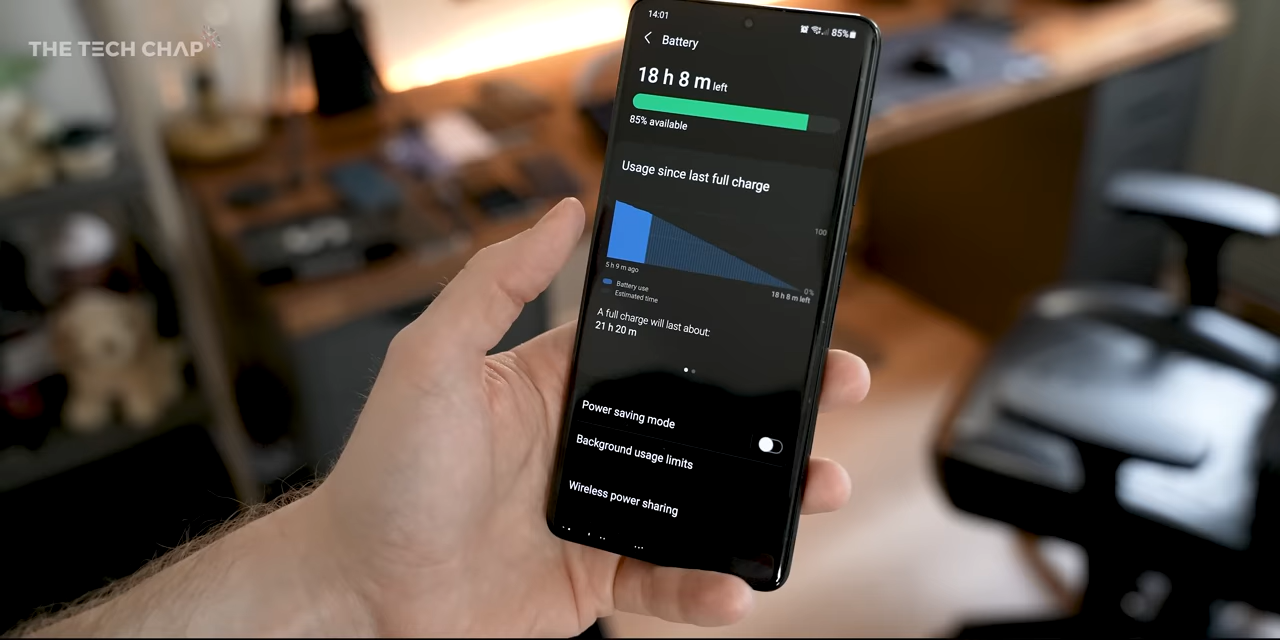 THE TECH CHAP
14:01
85%
Battery
18 h 8 m left
85% available
Usage since last full charge
100
5 h 9 m ago
0%
18 h 8 m left
Battery use
Estimated time
A full charge will last about:
21 h 20 m
Power saving mode
Background usage limits
Wireless power sharing